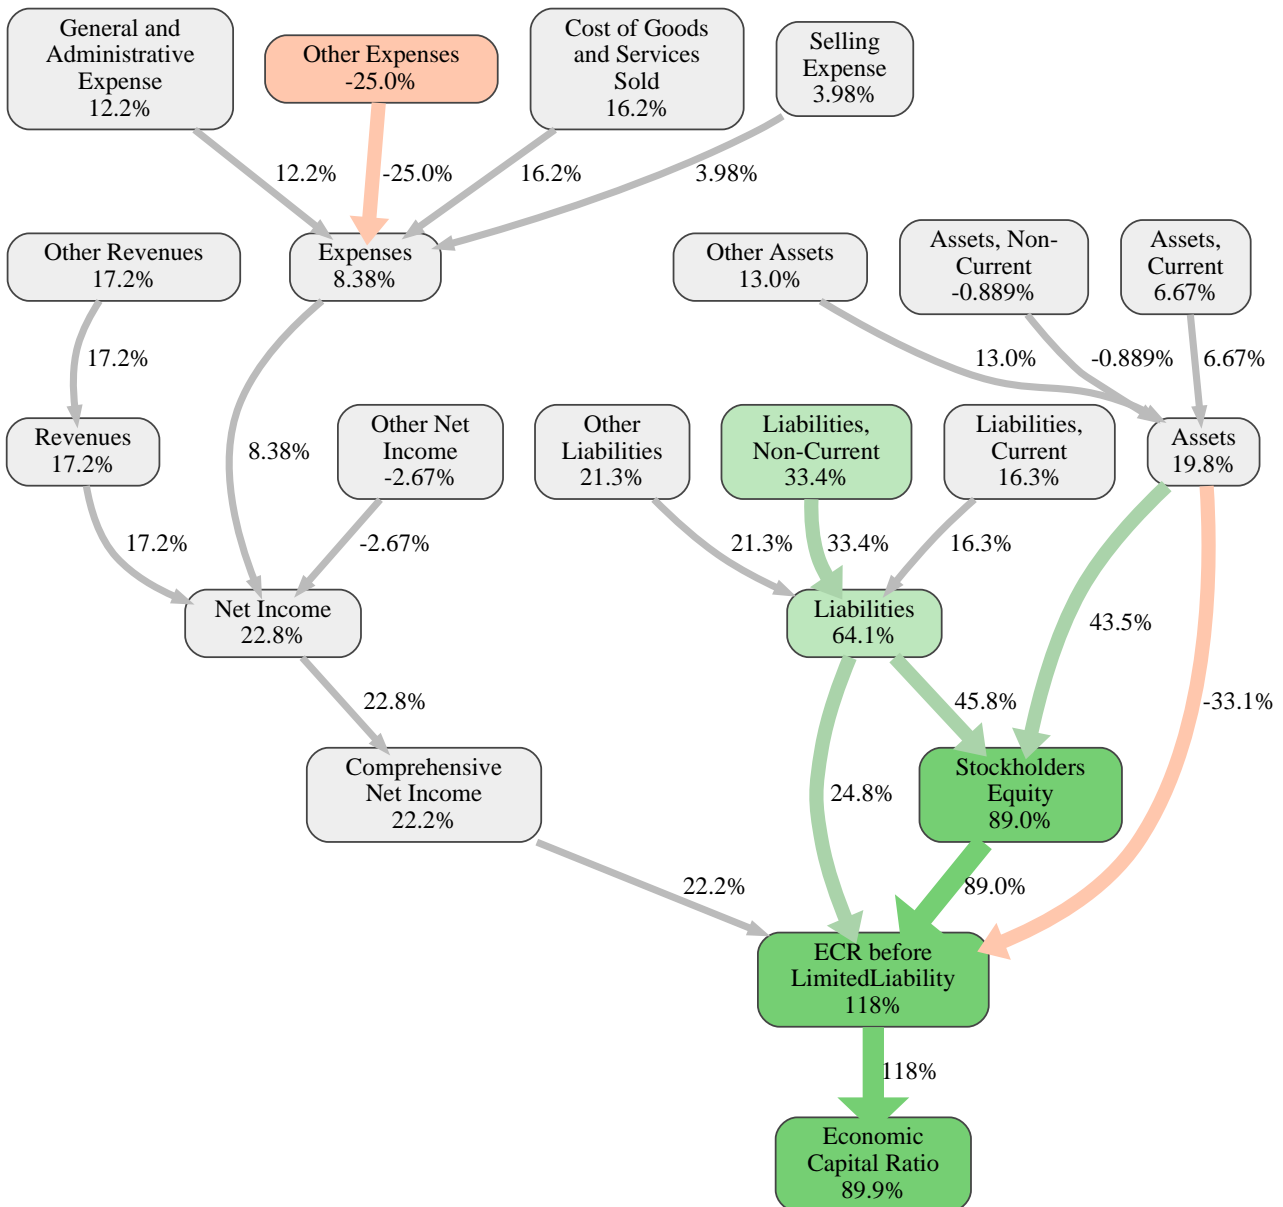 General and
Administrative
Expense
12.2%
Other Expenses
-25.0%
Cost of Goods
and Services
Sold
16.2%
Selling
Expense
3.98%
12.2%
-25.0%
16.2%
3.98%
Other Revenues
17.2%
Expenses
8.38%
Other Assets
13.0%
Assets, Non-
Current
-0.889%
Assets,
Current
6.67%
17.2%
13.0%
-0.889%
6.67%
Revenues
17.2%
8.38%
Other Net
Income
-2.67%
Other
Liabilities
21.3%
Liabilities,
Non-Current
33.4%
Liabilities,
Current
16.3%
Assets
19.8%
17.2%
-2.67%
21.3%
33.4%
16.3%
Net Income
22.8%
Liabilities
64.1%
43.5%
22.8%
45.8%
-33.1%
Comprehensive
Net Income
22.2%
24.8%
Stockholders
Equity
89.0%
22.2%
89.0%
ECR before
LimitedLiability
118%
118%
Economic
Capital Ratio
89.9%